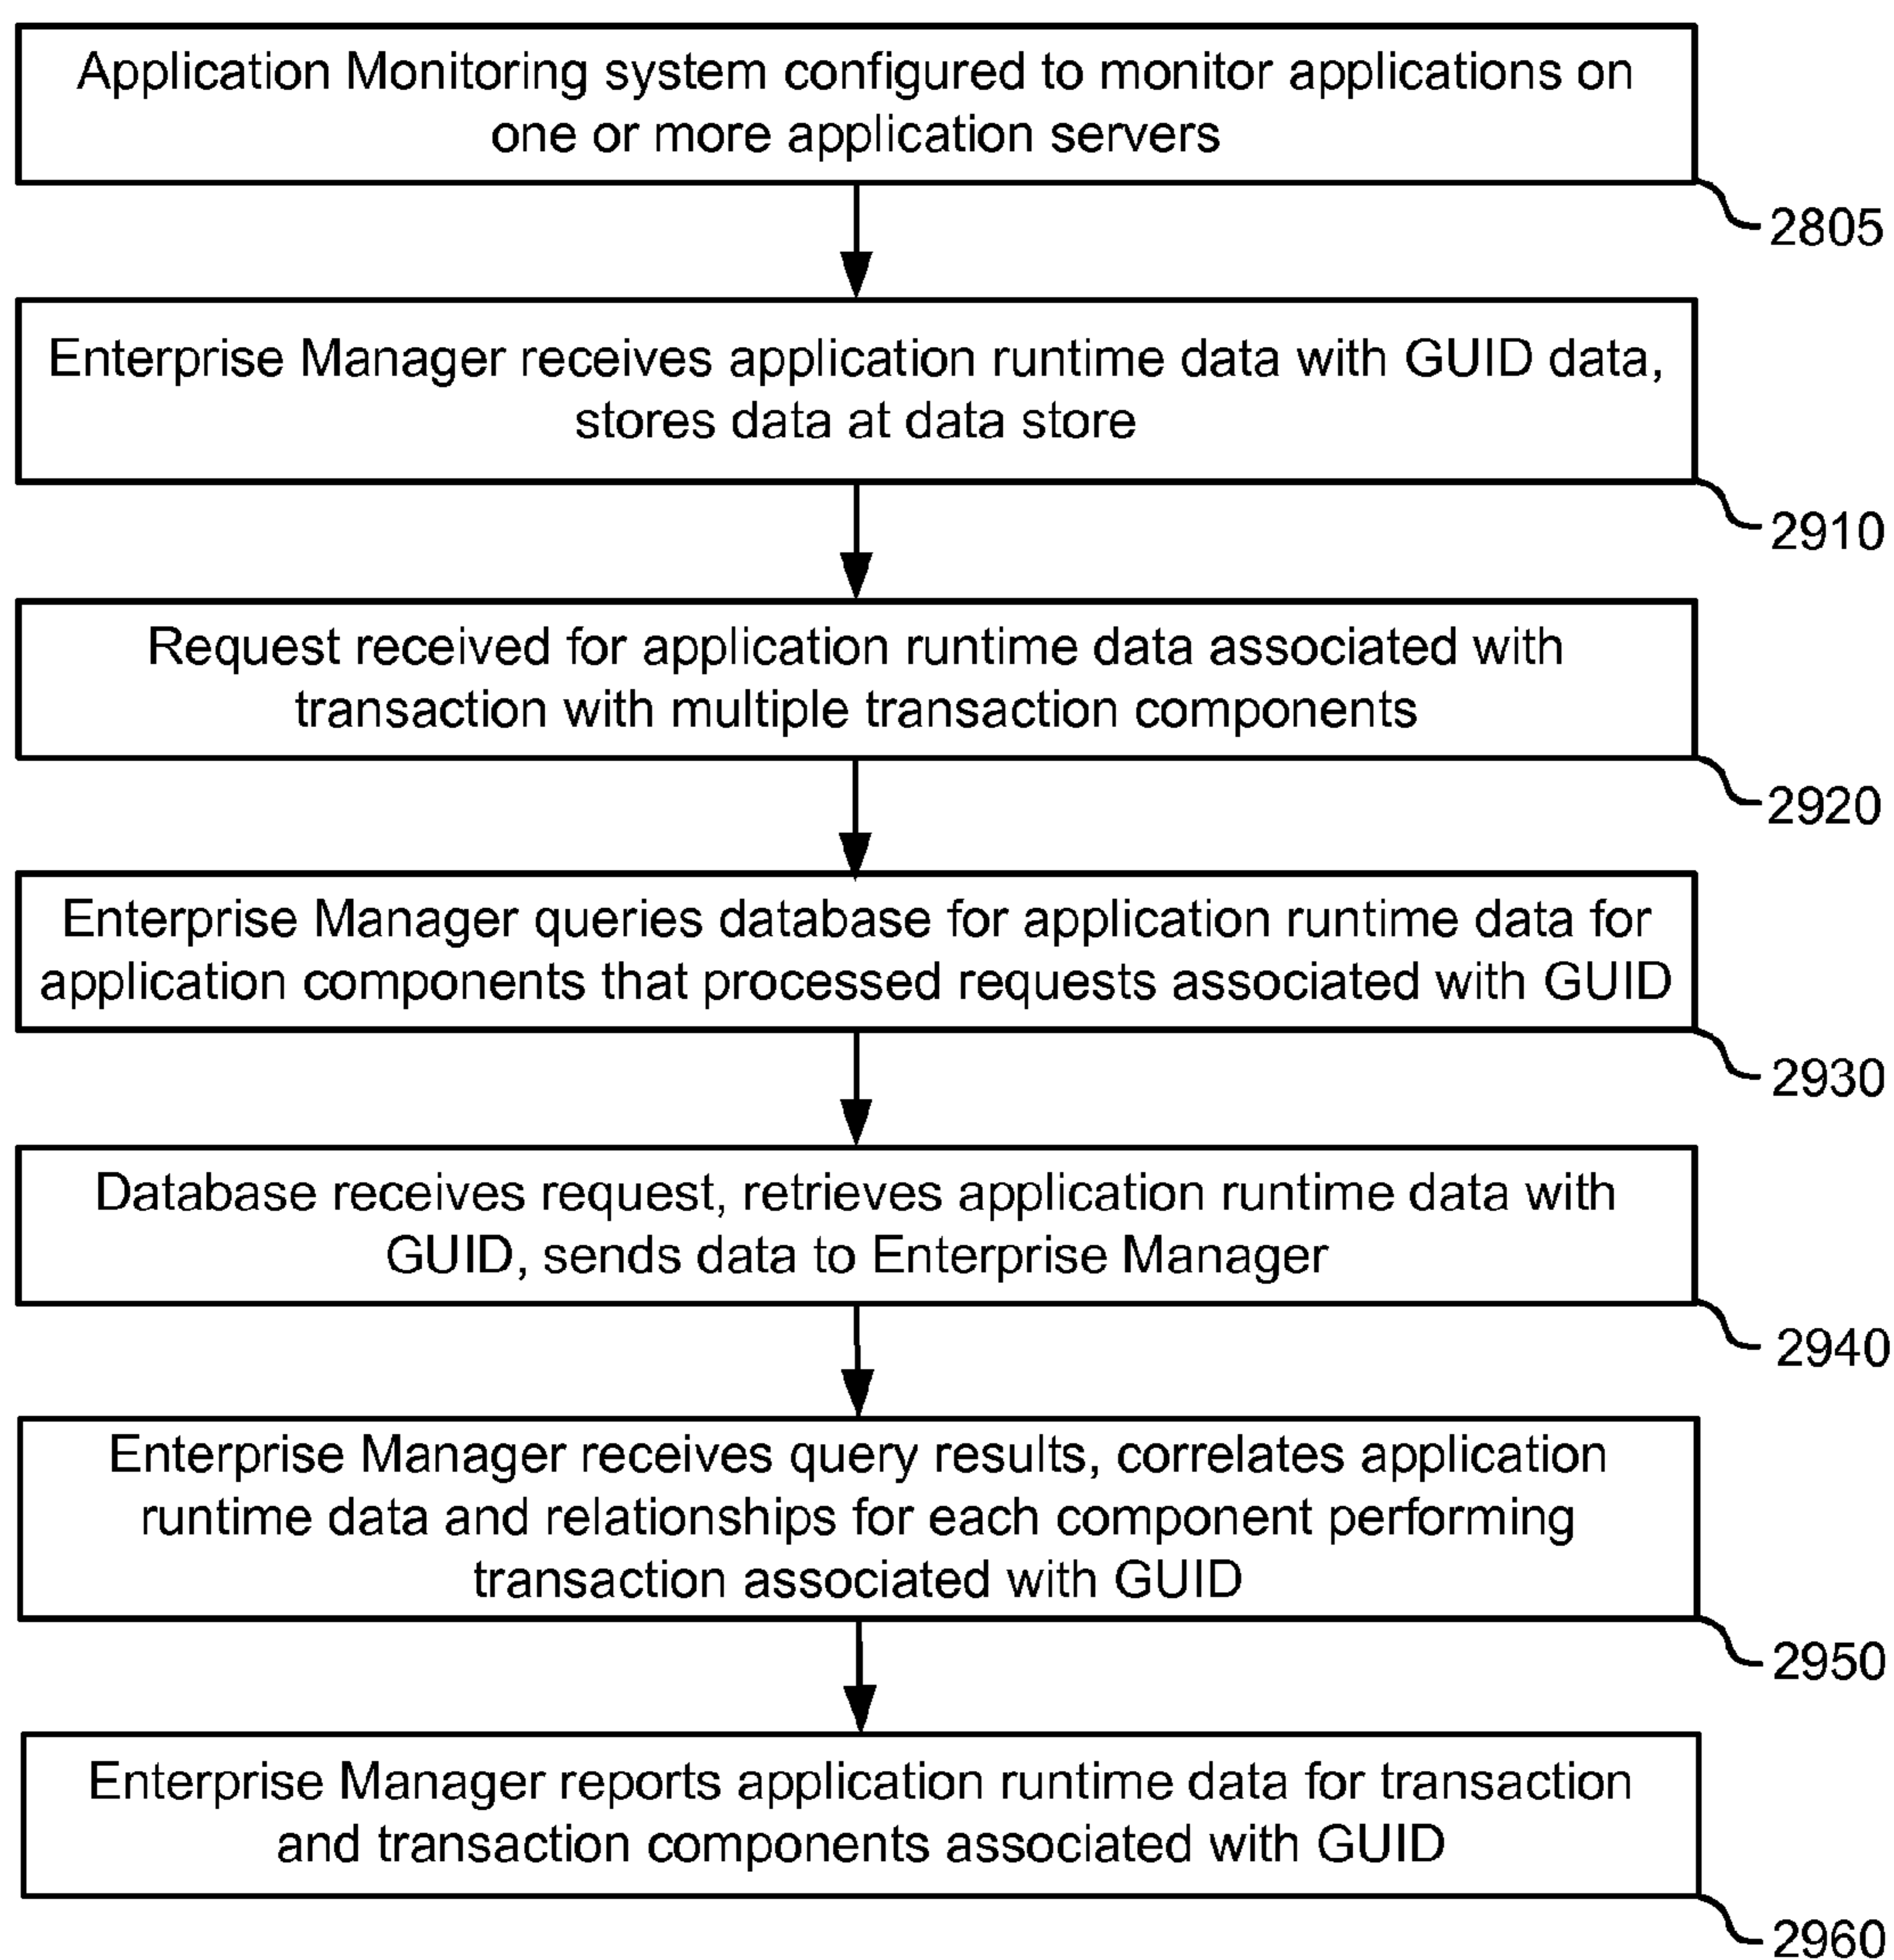 Application Monitoring system configured to monitor applications on
one or more application servers
2805
Enterprise Manager receives application runtime data with GUID data,
stores data at data store
2910
Request received for application runtime data associated with
transaction with multiple transaction components
2920
Enterprise Manager queries database for application runtime data for
application components that processed requests associated with GUID
2930
Database receives request, retrieves application runtime data with
GUID, sends data to Enterprise Manager
2940
Enterprise Manager receives query results, correlates application
runtime data and relationships for each component performing
transaction associated with GUID
2950
Enterprise Manager reports application runtime data for transaction
and transaction components associated with GUID
2960